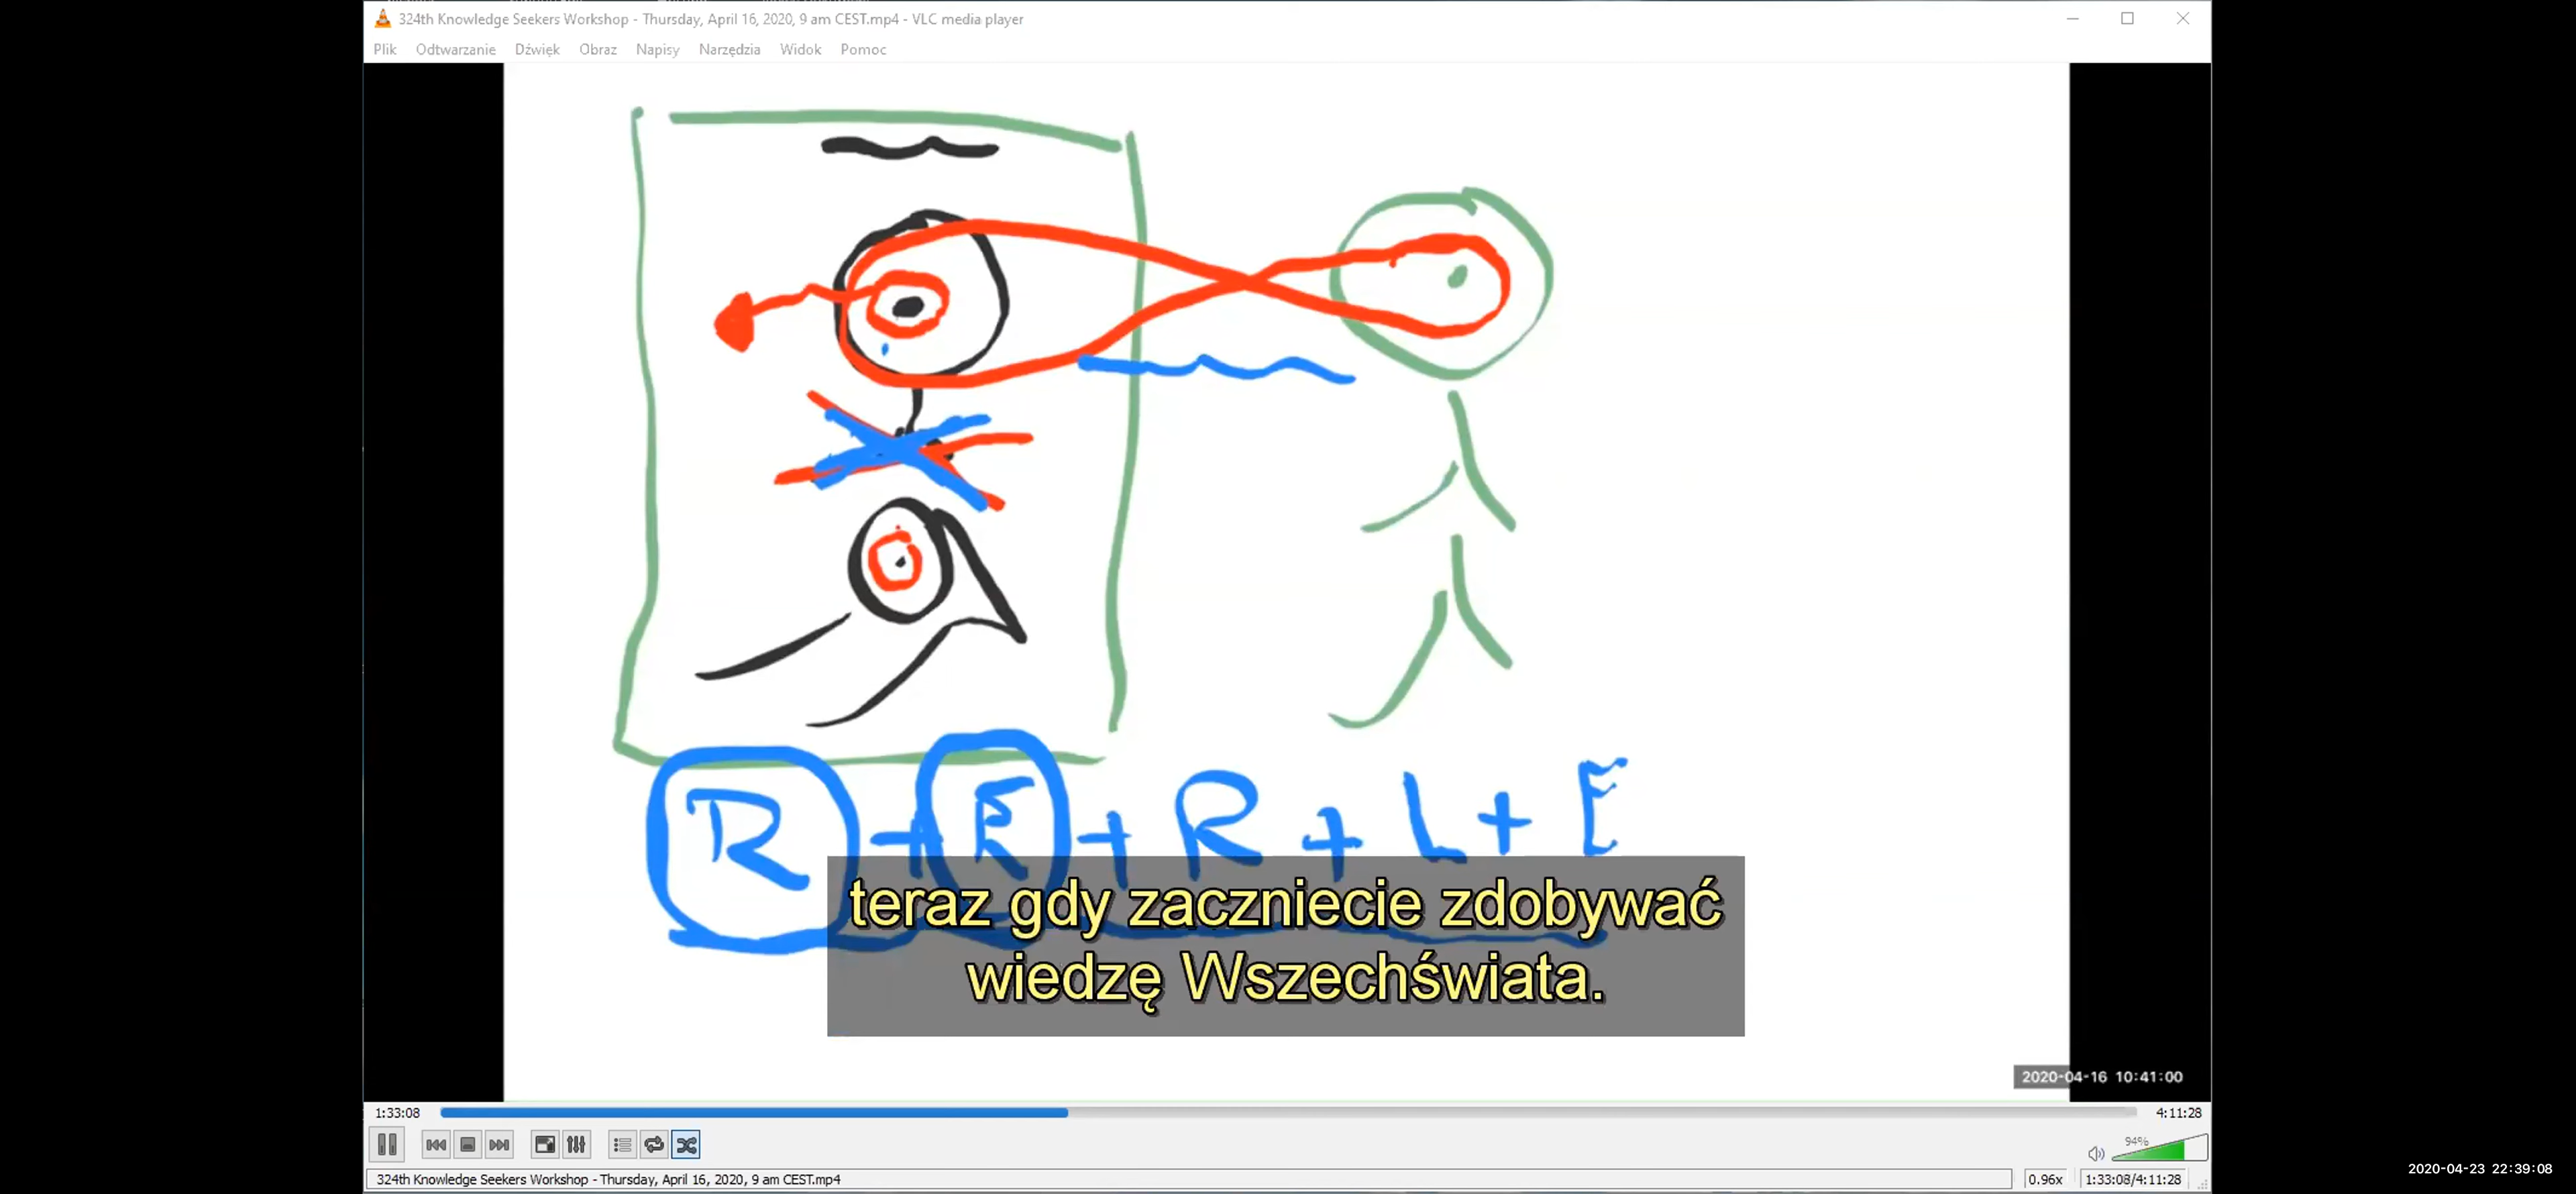 324th Knowledge Seekers Workshop - Thursday, April 16, 2020, 9 am CEST.mp4 - VLC media player
Plik Odtwarzanie Dźwięk Obraz Napisy Narzędzia Widok Pomoc
R + E + R + L + E
teraz gdy zaczniecie zdobywać
wiedzę Wszechświata.
2020-04-16 10:41:00
1:33:08 4:11:28
94%
2020-04-23 22:39:08
324th Knowledge Seekers Workshop - Thursday, April 16, 2020, 9 am CEST.mp4 0.96x 1:33:08/4:11:28